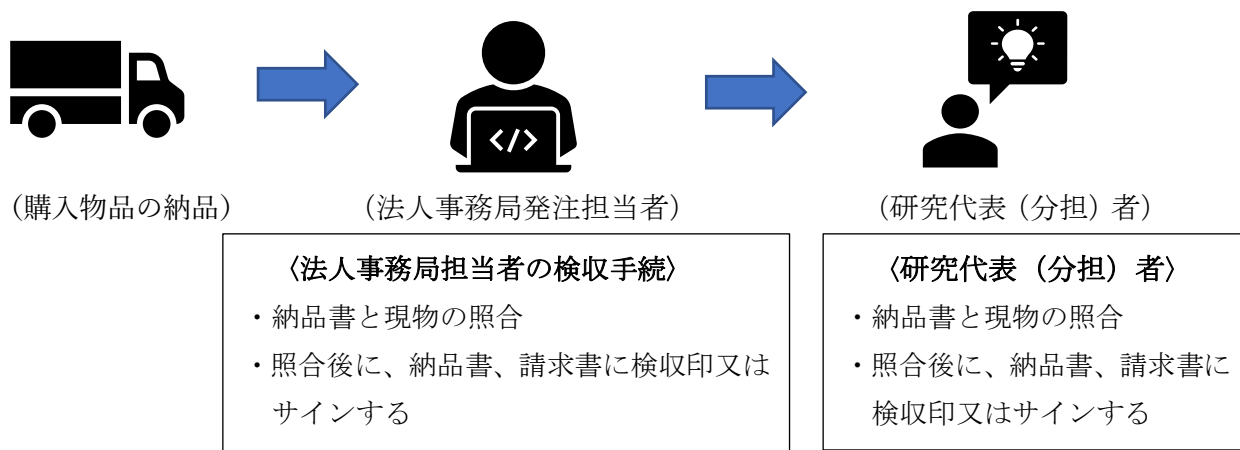 </>
（購入物品の納品）
（法人事務局発注担当者）
（研究代表（分担）者）
〈法人事務局担当者の検収手続〉
・納品書と現物の照合
・照合後に、納品書、請求書に検収印又は
サインする
〈研究代表（分担）者〉
・納品書と現物の照合
・照合後に、納品書、請求書に
検収印又はサインする